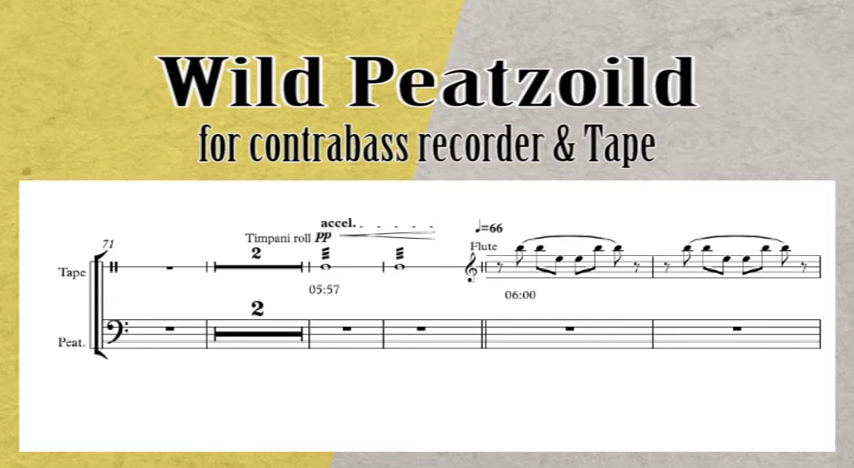 Wild Peatzoild
for contrabass recorder & Tape
accel.
♩=66
71
Timpani roll pp
2
Flute
Tape
05:57
06:00
2
Peat.